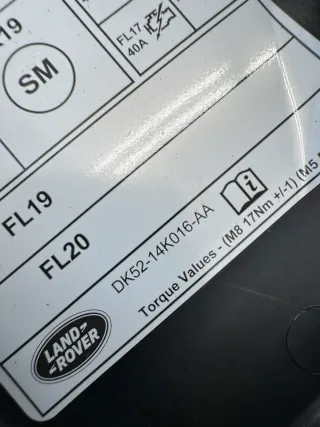 19
SM
FL17
40A
FL19
FL20
DK52-14K016-AA
i
Torque Values - (M8 17Nm +/-1) (M5
LAND-
-ROVER